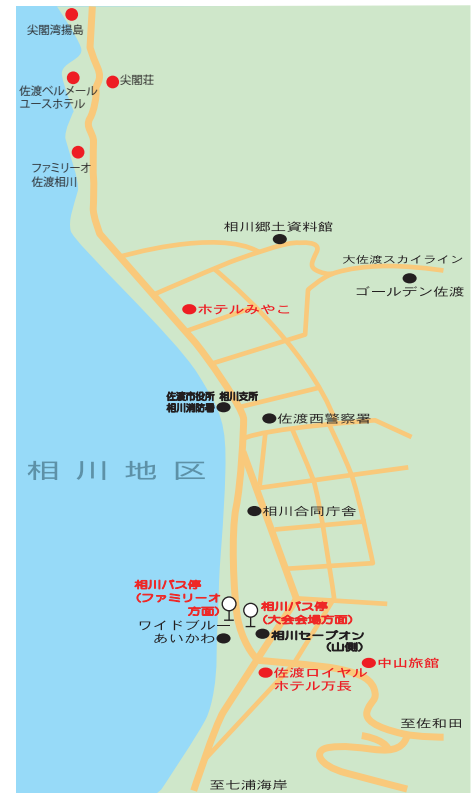 尖閣湾揚島
尖閣荘
佐渡ベルメール
ユースホテル
ファミリーオ
佐渡相川
相川郷土資料館
大佐渡スカイライン
ゴールデン佐渡
ホテルみやこ
佐渡市役所 相川支所
相川消防署
佐渡西警察署
相川地区
相川合同庁舎
相川バス停
(ファミリーオ
方面)
相川バス停
(大会会場方面)
ワイドブルー
あいかわ
相川セーブオン
(山側)
中山旅館
佐渡ロイヤル
ホテル万長
至佐和田
至七浦海岸